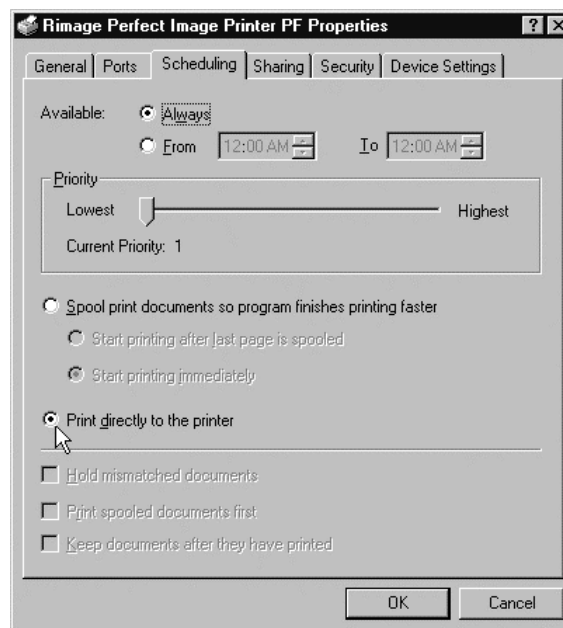 Rimage Perfect Image Printer PF Properties
General Ports Scheduling Sharing Security Device Settings
Available: Always
From 12:00 AM To 12:00 AM
Priority
Lowest Highest
Current Priority: 1
Spool print documents so program finishes printing faster
Start printing after last page is spooled
Start printing immediately
Print directly to the printer
Hold mismatched documents
Print spooled documents first
Keep documents after they have printed
OK Cancel